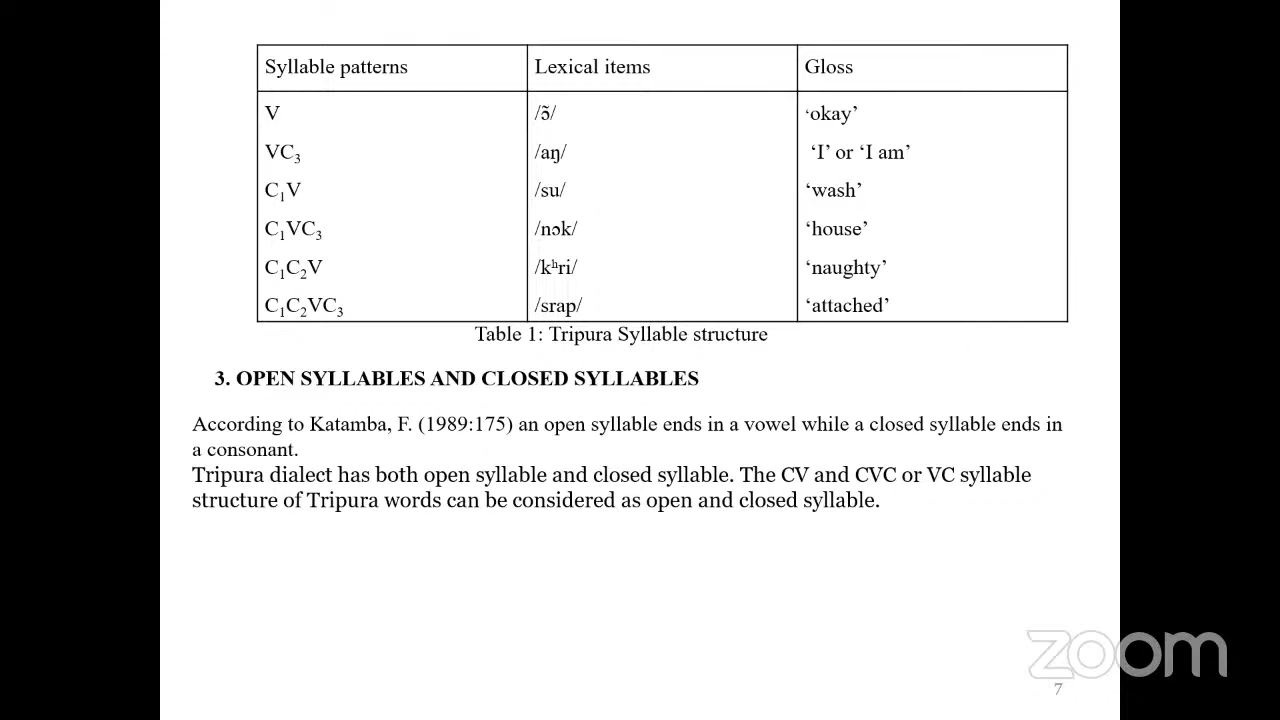 Syllable patterns Lexical items Gloss
V /ɔ̃/ ‘okay’
VC₃ /aŋ/ ‘I’ or ‘I am’
C₁V /su/ ‘wash’
C₁VC₃ /nɔk/ ‘house’
C₁C₂V /kʰri/ ‘naughty’
C₁C₂VC₃ /srap/ ‘attached’
Table 1: Tripura Syllable structure
3. OPEN SYLLABLES AND CLOSED SYLLABLES
According to Katamba, F. (1989:175) an open syllable ends in a vowel while a closed syllable ends in
a consonant.
Tripura dialect has both open syllable and closed syllable. The CV and CVC or VC syllable
structure of Tripura words can be considered as open and closed syllable.
zoom
7